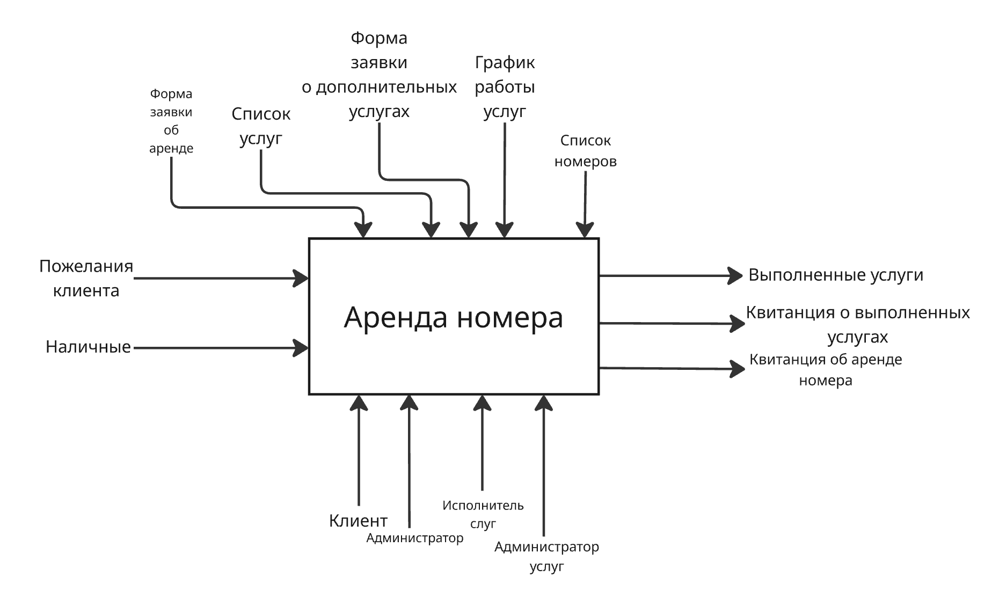 Форма
заявки
об
аренде
Список
услуг
Форма
заявки
о дополнительных
услугах
График
работы
услуг
Список
номеров
Пожелания
клиента
Наличные
Аренда номера
Выполненные услуги
Квитанция о выполненных
услугах
Квитанция об аренде
номера
Клиент
Администратор
Исполнитель
слуг
Администратор
услуг